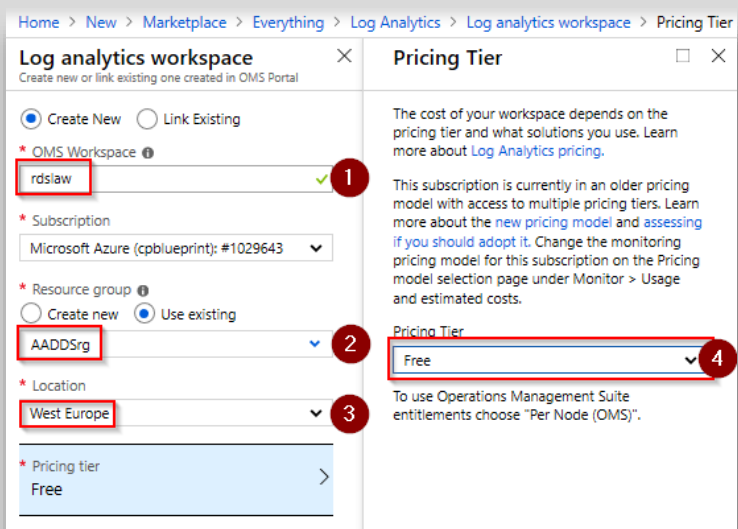 Home > New > Marketplace > Everything > Log Analytics > Log analytics workspace > Pricing Tier
Log analytics workspace
Create new or link existing one created in OMS Portal
Create New Link Existing
* OMS Workspace
rdslaw
1
* Subscription
Microsoft Azure (cpblueprint): #1029643
* Resource group
Create new Use existing
AADDSrg
2
* Location
West Europe
3
* Pricing tier
Free
Pricing Tier
The cost of your workspace depends on the
pricing tier and what solutions you use. Learn
more about Log Analytics pricing.
This subscription is currently in an older pricing
model with access to multiple pricing tiers. Learn
more about the new pricing model and assessing
if you should adopt it. Change the monitoring
pricing model for this subscription on the Pricing
model selection page under Monitor > Usage
and estimated costs.
Pricing Tier
Free
4
To use Operations Management Suite
entitlements choose "Per Node (OMS)".